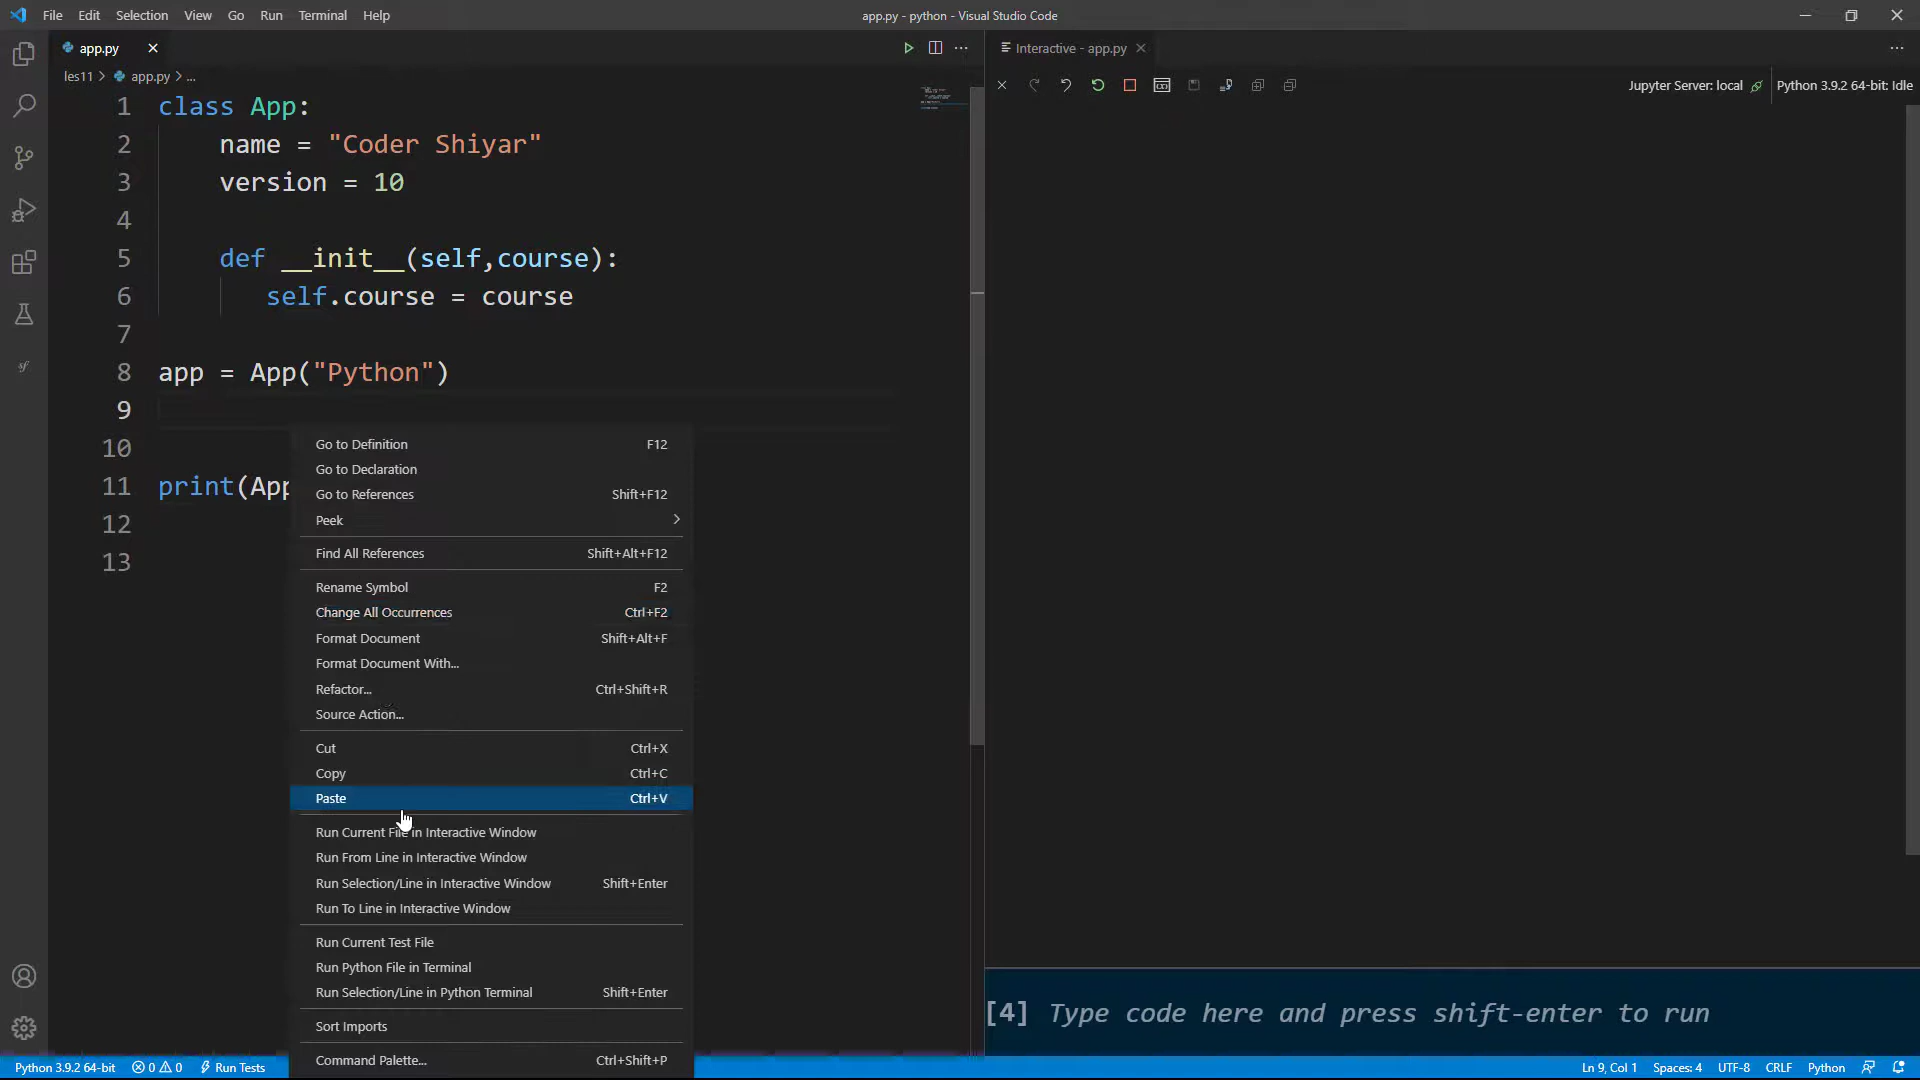 File Edit Selection View Go Run Terminal Help
app.py - python - Visual Studio Code
app.py
Interactive - app.py
les11 > app.py > ...
Jupyter Server: local
Python 3.9.2 64-bit: Idle
1 class App:
2 name = "Coder Shiyar"
3 version = 10
4
5 def __init__(self,course):
6 self.course = course
7
8 app = App("Python")
9
10
11 print(App
12
13
Go to Definition F12
Go to Declaration
Go to References Shift+F12
Peek
Find All References Shift+Alt+F12
Rename Symbol F2
Change All Occurrences Ctrl+F2
Format Document Shift+Alt+F
Format Document With...
Refactor... Ctrl+Shift+R
Source Action...
Cut Ctrl+X
Copy Ctrl+C
Paste Ctrl+V
Run Current File in Interactive Window
Run From Line in Interactive Window
Run Selection/Line in Interactive Window Shift+Enter
Run To Line in Interactive Window
Run Current Test File
Run Python File in Terminal
Run Selection/Line in Python Terminal Shift+Enter
Sort Imports
Command Palette... Ctrl+Shift+P
[4] Type code here and press shift-enter to run
Python 3.9.2 64-bit 0 0 Run Tests
Ln 9, Col 1 Spaces: 4 UTF-8 CRLF Python